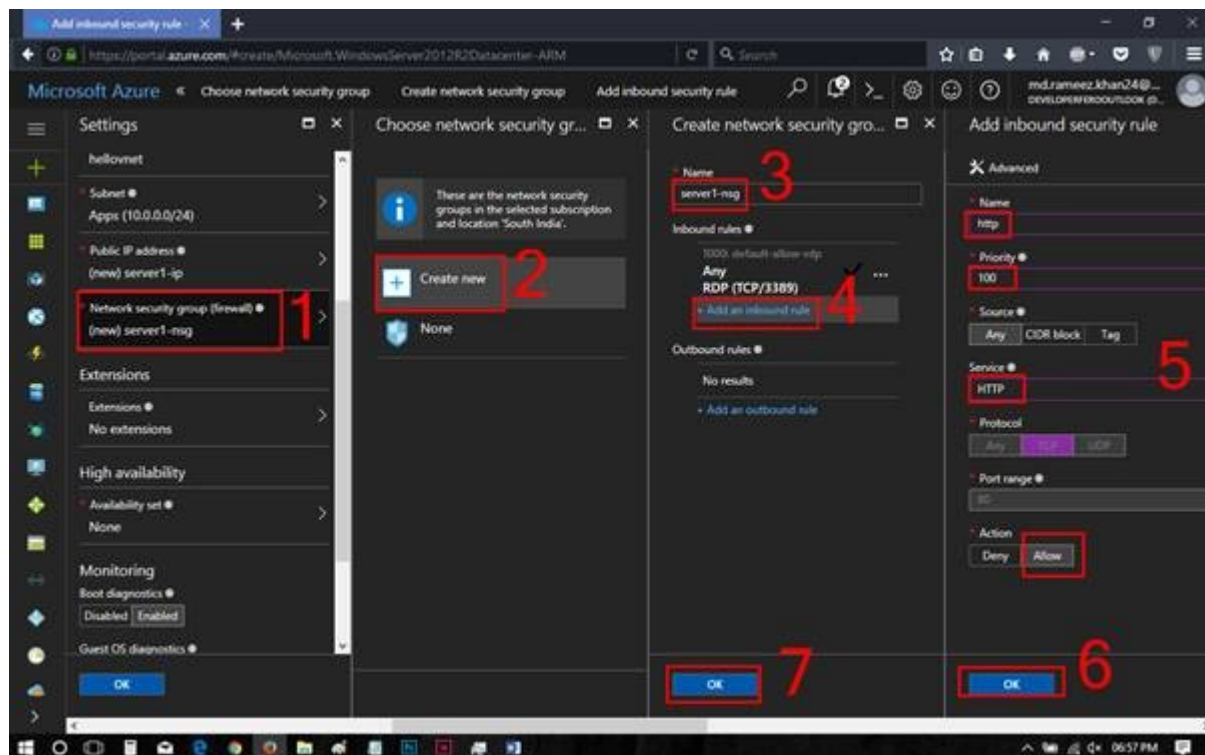 Add inbound security rule -
https://portal.azure.com/#create/Microsoft.WindowsServer2012R2Datacenter-ARM
Search
Microsoft Azure
Choose network security group
Create network security group
Add inbound security rule
md.rameez.khan24@...
Settings
hellovnet
* Subnet
Apps (10.0.0.0/24)
* Public IP address
(new) server1-ip
* Network security group (firewall)
(new) server1-nsg
1
Extensions
Extensions
No extensions
High availability
* Availability set
None
Monitoring
Boot diagnostics
Disabled Enabled
Guest OS diagnostics
OK
Choose network security gr...
These are the network security
groups in the selected subscription
and location 'South India'.
Create new
2
None
Create network security gro...
* Name
server1-nsg
3
Inbound rules
1000: default-allow-rdp
Any
...
RDP (TCP/3389)
+ Add an inbound rule
4
Outbound rules
No results
+ Add an outbound rule
OK
7
Add inbound security rule
Advanced
* Name
http
* Priority
100
* Source
Any CIDR block Tag
5
Service
HTTP
* Protocol
Any TCP UDP
* Port range
80
* Action
Deny Allow
OK
6
06:57 PM